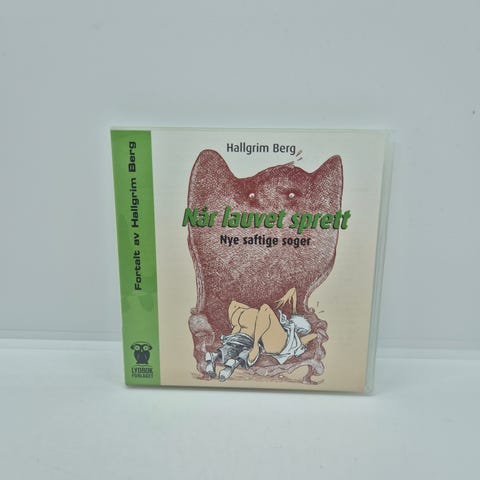 Hallgrim Berg
Når lauvet sprett
Nye saftige soger
Fortalt av Hallgrim Berg
LYDBOK
FORLAGET